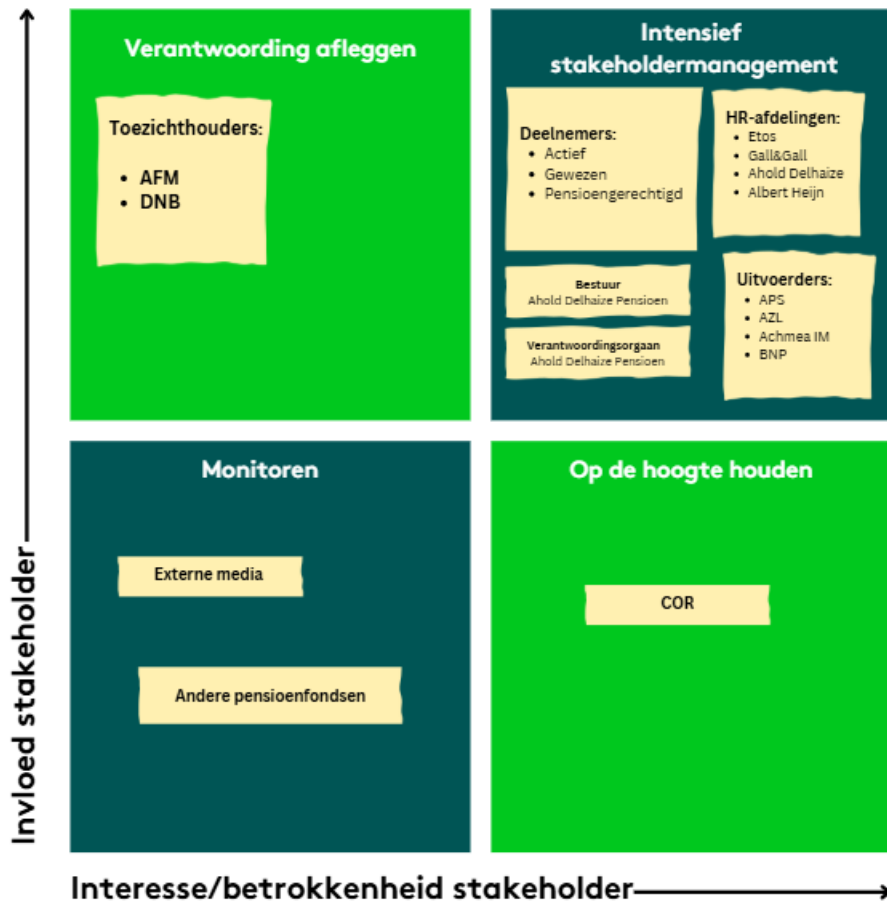 Verantwoording afleggen
Toezichthouders:
• AFM
• DNB
Intensief
stakeholdermanagement
Deelnemers:
• Actief
• Gewezen
• Pensioengerechtigd
HR-afdelingen:
• Etos
• Gall&Gall
• Ahold Delhaize
• Albert Heijn
Bestuur
Ahold Delhaize Pensioen
Verantwoordingsorgaan
Ahold Delhaize Pensioen
Uitvoerders:
• APS
• AZL
• Achmea IM
• BNP
Monitoren
Externe media
Andere pensioenfondsen
Op de hoogte houden
COR
Invloed stakeholder
Interesse/betrokkenheid stakeholder